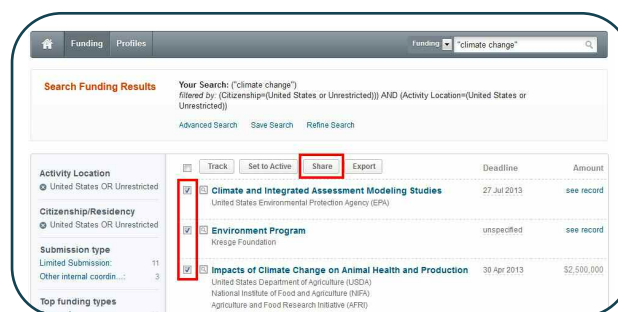 Funding Profiles Funding "climate change"
Search Funding Results
Your Search: ("climate change")
filtered by: (Citizenship=(United States or Unrestricted))) AND (Activity Location=(United States or
Unrestricted))
Advanced Search Save Search Refine Search
Activity Location
United States OR Unrestricted
Citizenship/Residency
United States OR Unrestricted
Submission type
Limited Submission: 11
Other internal coordin...: 3
Top funding types
Track Set to Active Share Export Deadline Amount
Climate and Integrated Assessment Modeling Studies 27 Jul 2013 see record
United States Environmental Protection Agency (EPA)
Environment Program unspecified see record
Kresge Foundation
Impacts of Climate Change on Animal Health and Production 30 Apr 2013 $2,500,000
United States Department of Agriculture (USDA)
National Institute of Food and Agriculture (NIFA)
Agriculture and Food Research Initiative (AFRI)